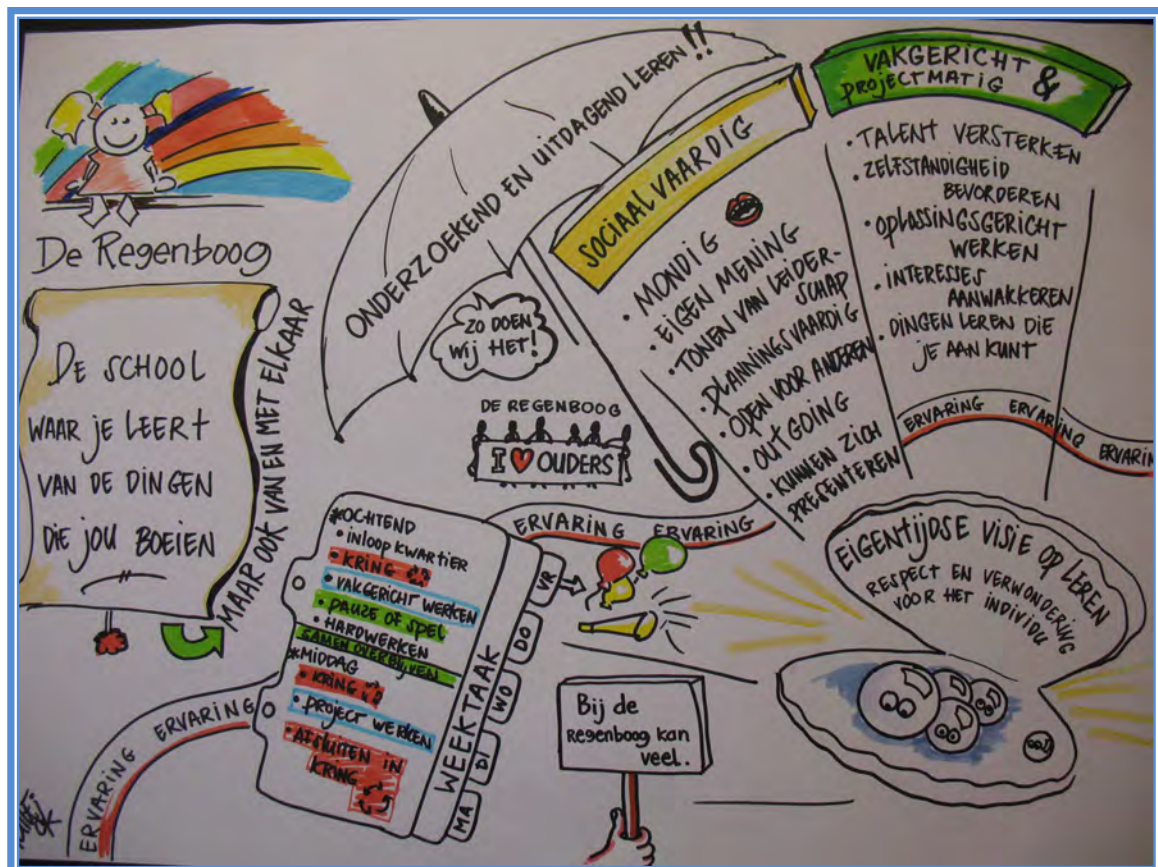 De Regenboog
DE SCHOOL
WAAR JE LEERT
VAN DE DINGEN
DIE JOU BOEIEN
MAAR OOK VAN EN MET ELKAAR
ERVARING ERVARING
ONDERZOEKEND EN UITDAGEND LEREN!!
ZO DOEN
WIJ HET!
DE REGENBOOG
I ♥ OUDERS
*OCHTEND
• INLOOP KWARTIER
• KRING
• VAKGERICHT WERKEN
• PAUZE OF SPEL
• HARDWERKEN
SAMEN OVERBLIJVEN
*MIDDAG
• KRING
• PROJECT WERKEN
• AFSLUITEN IN
KRING
WEEKTAAK
MA
DI
WO
DO
VR
ERVARING ERVARING
Bij de
Regenboog kan
veel.
SOCIAALVAARDIG
• MONDIG
• EIGEN MENING
• TONEN VAN LEIDER-
SCHAP
• PLANNINGSVAARDIG
• OPEN VOOR ANDEREN
• OUTGOING
• KUNNEN ZICH
PRESENTEREN
VAKGERICHT &
PROJECTMATIG
• TALENT VERSTERKEN
• ZELFSTANDIGHEID
BEVORDEREN
• OPLOSSINGSGERICHT
WERKEN
• INTERESSES
AANWAKKEREN
• DINGEN LEREN DIE
JE AAN KUNT
ERVARING ERVARING ERVARIN
EIGENTIJDSE VISIE OP LEREN
RESPECT EN VERWONDERING
VOOR HET INDIVIDU